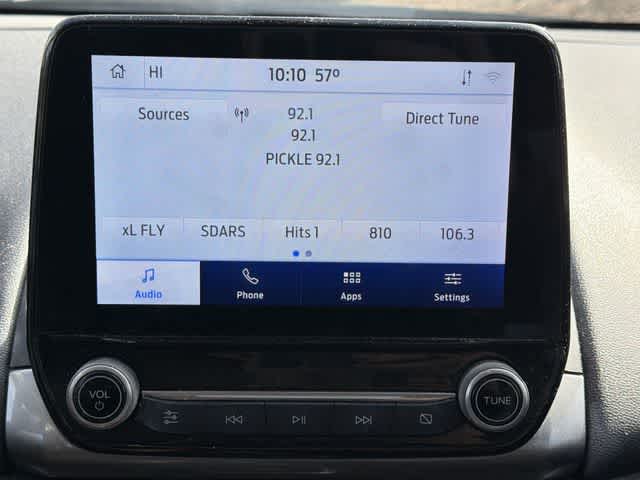 HI 10:10 57º
Sources 92.1 Direct Tune
92.1
PICKLE 92.1
xL FLY SDARS Hits 1 810 106.3
Audio Phone Apps Settings
VOL TUNE